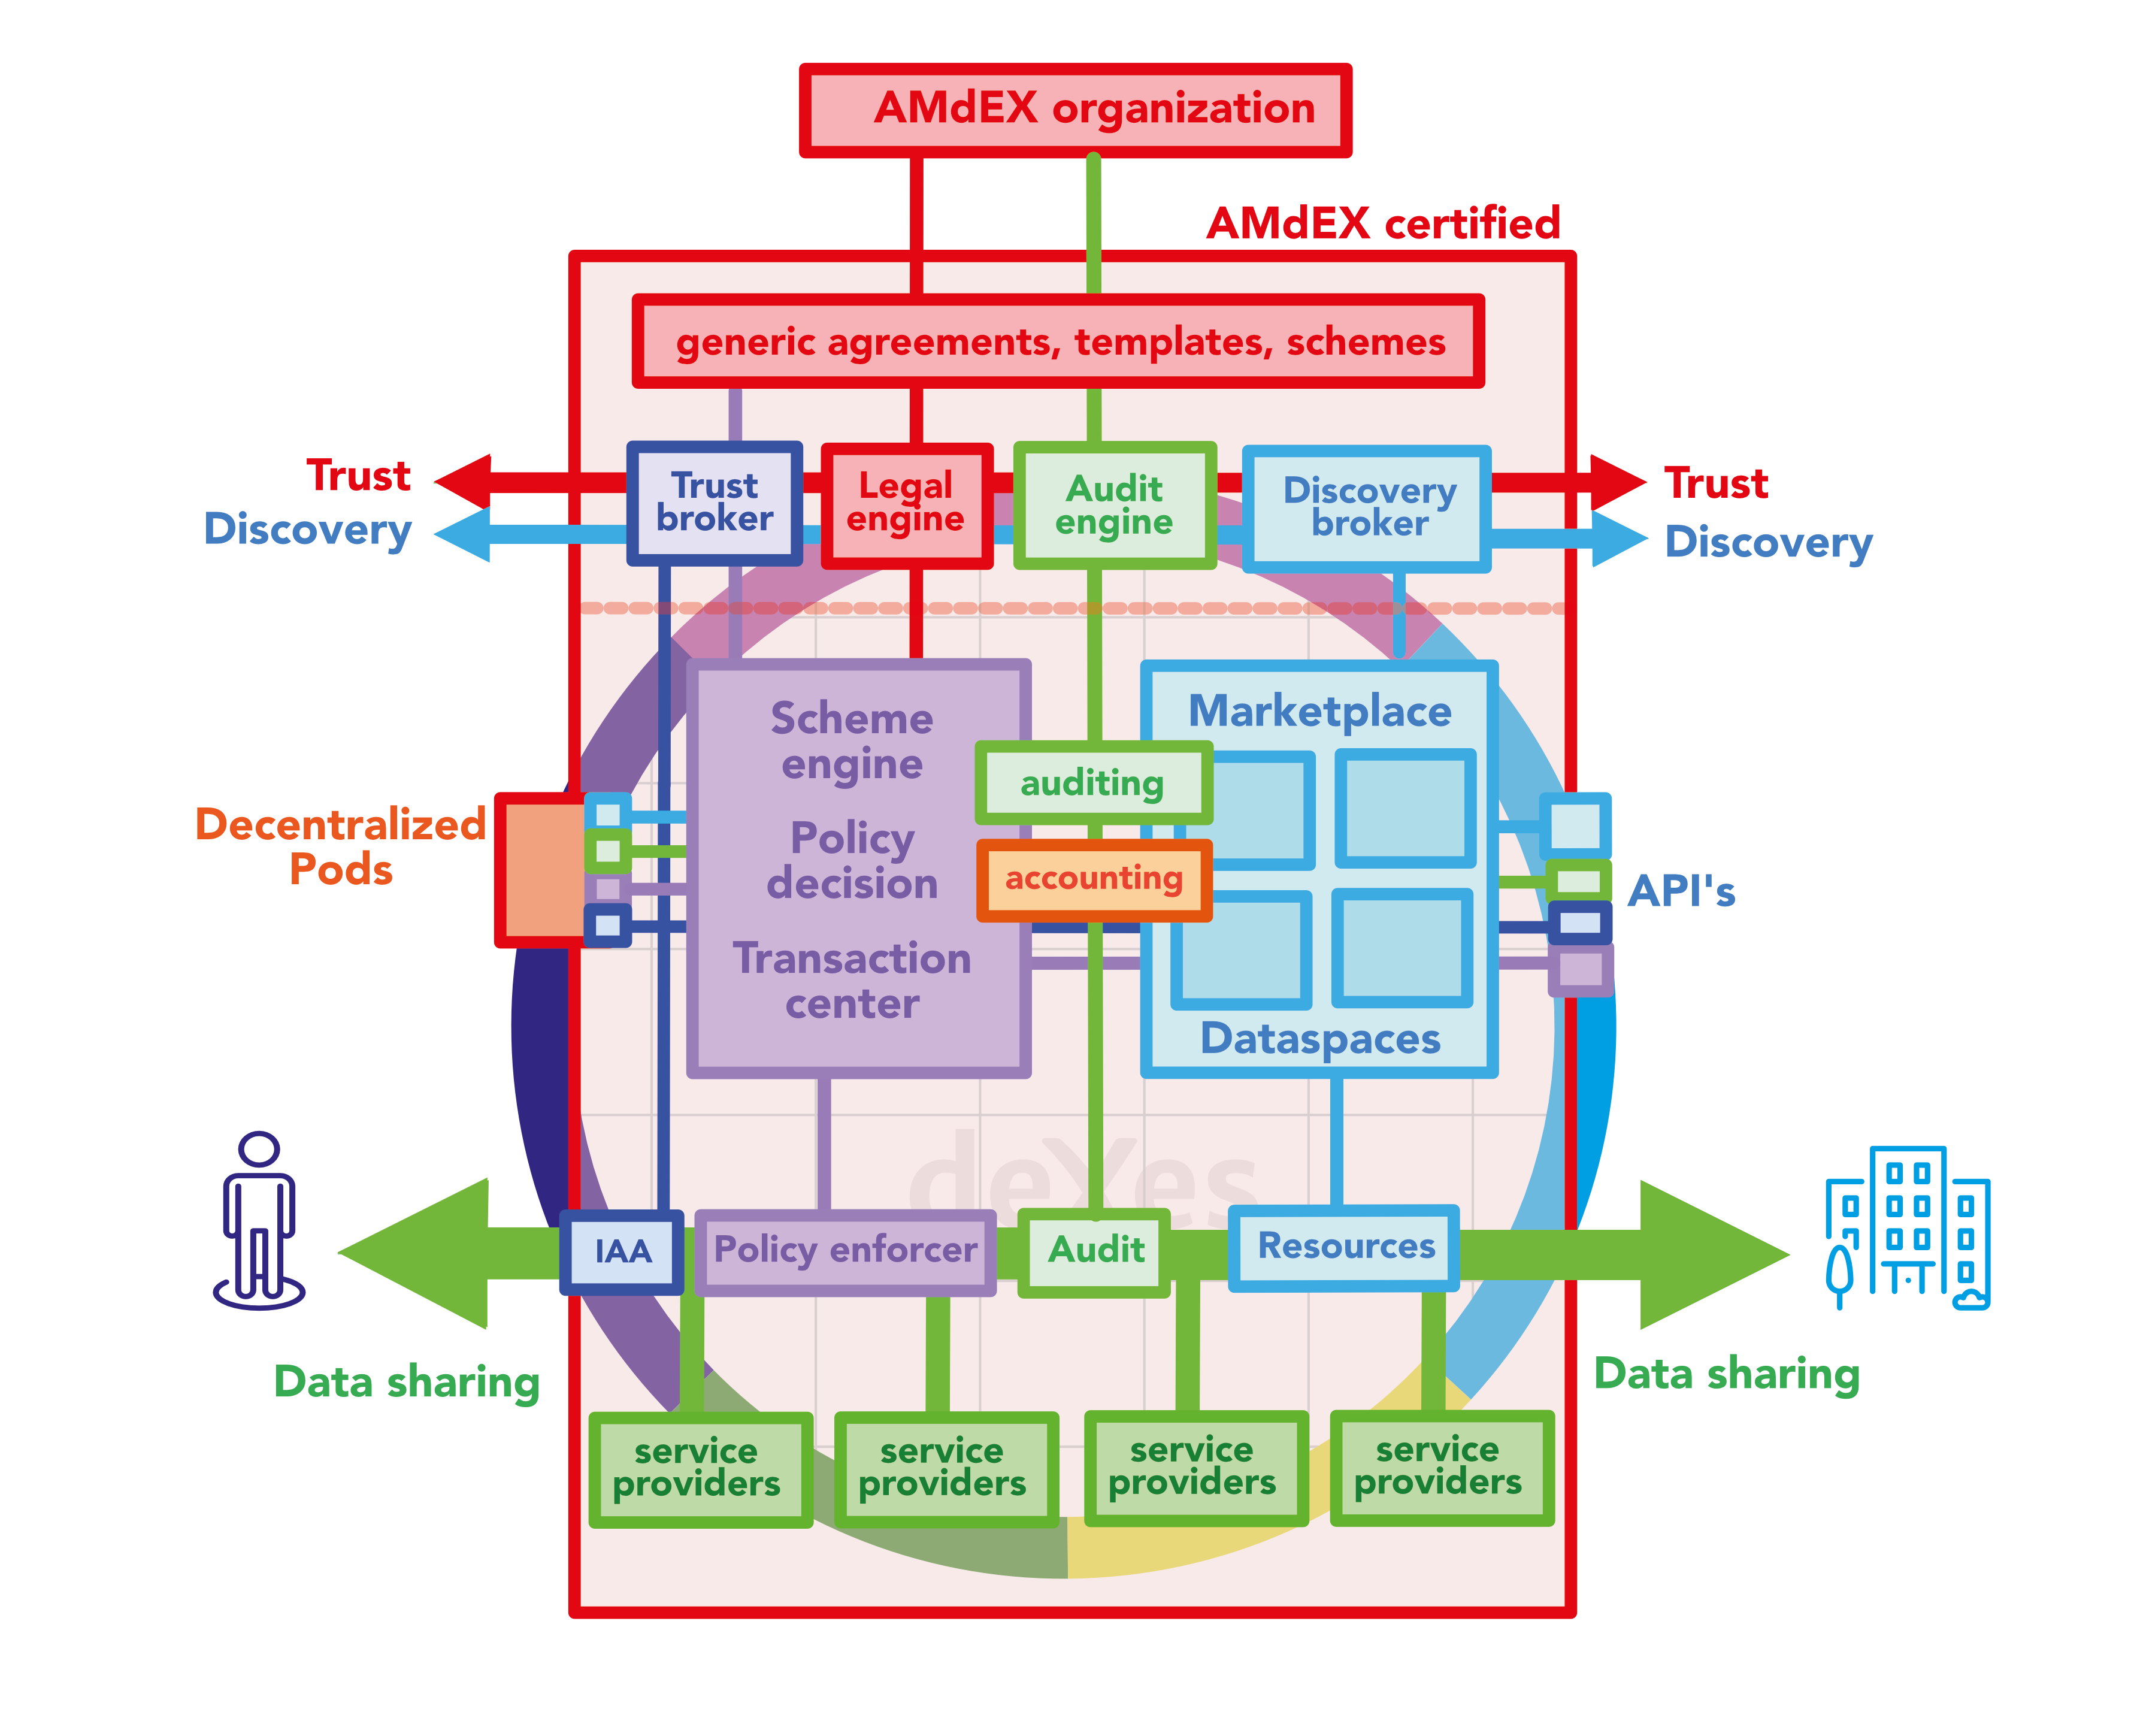 AMdEX organization
AMdEX certified
generic agreements, templates, schemes
Trust
Discovery
Trust
broker
Legal
engine
Audit
engine
Discovery
broker
Trust
Discovery
Scheme
engine
Policy
decision
Transaction
center
auditing
accounting
Marketplace
Dataspaces
Decentralized
Pods
API's
deXes
IAA
Policy enforcer
Audit
Resources
Data sharing
Data sharing
service
providers
service
providers
service
providers
service
providers